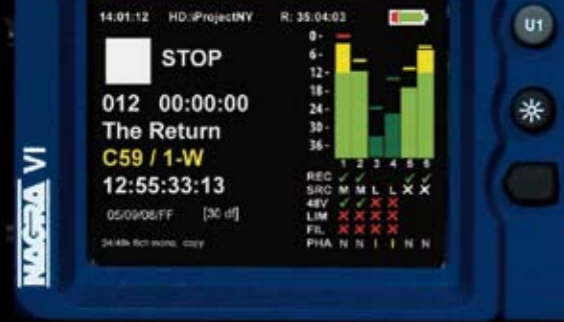 14:01:12 HD:\ProjectNY R: 35:04:03
STOP
012 00:00:00
The Return
C59 / 1-W
12:55:33:13
05/09/08/FF [30 df]
24/48k fict mono, copy
0-
6-
12-
18-
24-
30-
36-
1 2 3 4 5 6
REC ✓ ✓ ✓ ✓
SRC M M L L X X
48V ✓ ✓ X X
LIM X X X X
FIL X X X X
PHA N N I I N N
NAGRA VI
U1